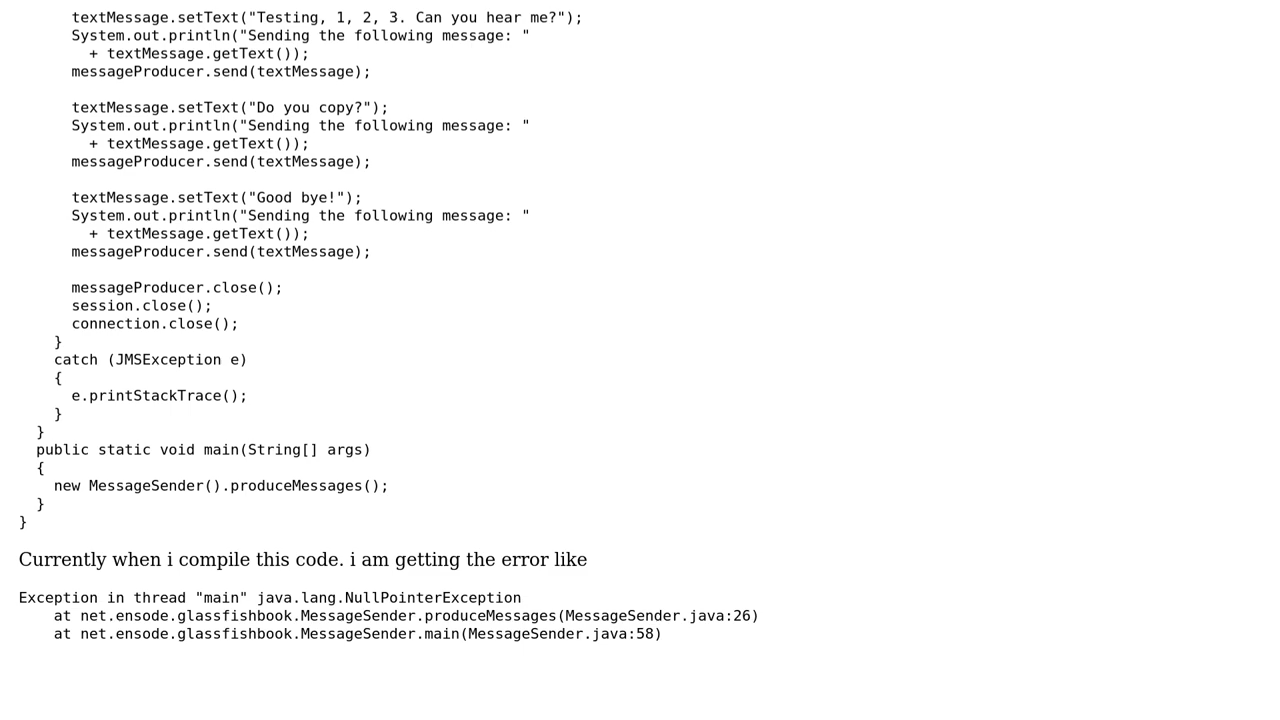 textMessage.setText("Testing, 1, 2, 3. Can you hear me?");
System.out.println("Sending the following message: "
+ textMessage.getText());
messageProducer.send(textMessage);
textMessage.setText("Do you copy?");
System.out.println("Sending the following message: "
+ textMessage.getText());
messageProducer.send(textMessage);
textMessage.setText("Good bye!");
System.out.println("Sending the following message: "
+ textMessage.getText());
messageProducer.send(textMessage);
messageProducer.close();
session.close();
connection.close();
}
catch (JMSException e)
{
e.printStackTrace();
}
}
public static void main(String[] args)
{
new MessageSender().produceMessages();
}
}
Currently when i compile this code. i am getting the error like
Exception in thread "main" java.lang.NullPointerException
at net.ensode.glassfishbook.MessageSender.produceMessages(MessageSender.java:26)
at net.ensode.glassfishbook.MessageSender.main(MessageSender.java:58)